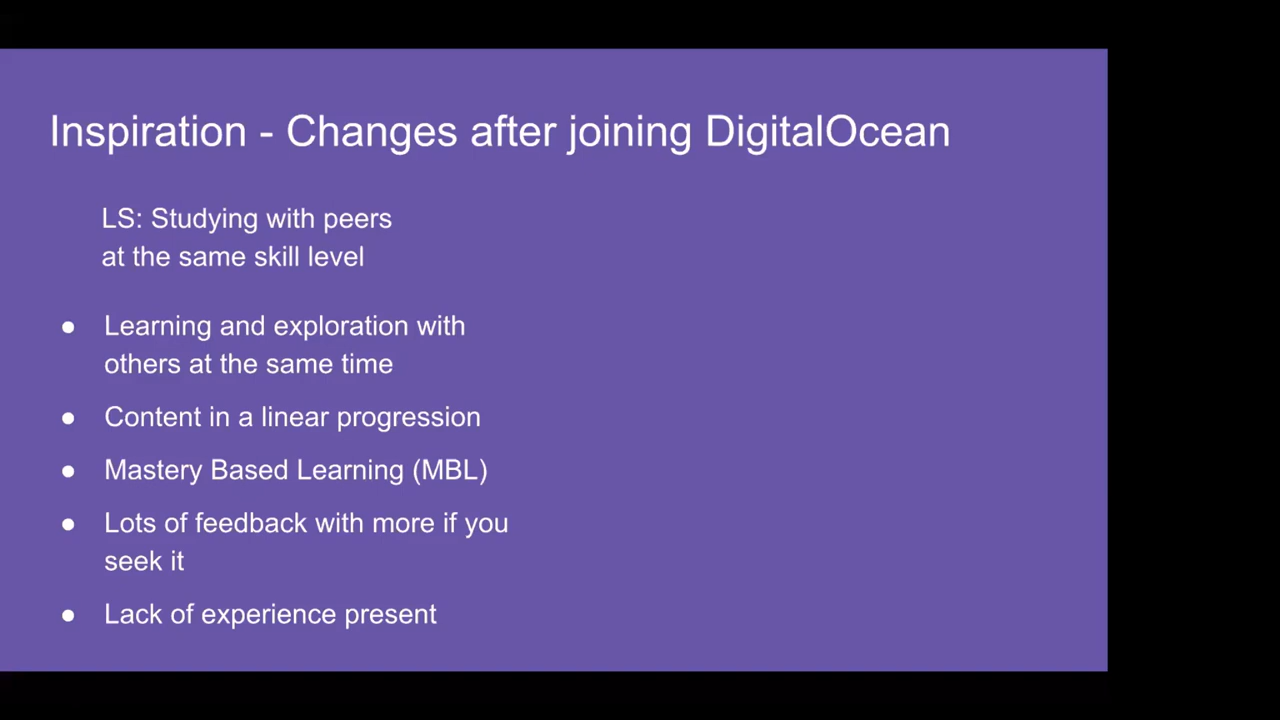 Inspiration - Changes after joining DigitalOcean
LS: Studying with peers
at the same skill level
● Learning and exploration with
others at the same time
● Content in a linear progression
● Mastery Based Learning (MBL)
● Lots of feedback with more if you
seek it
● Lack of experience present